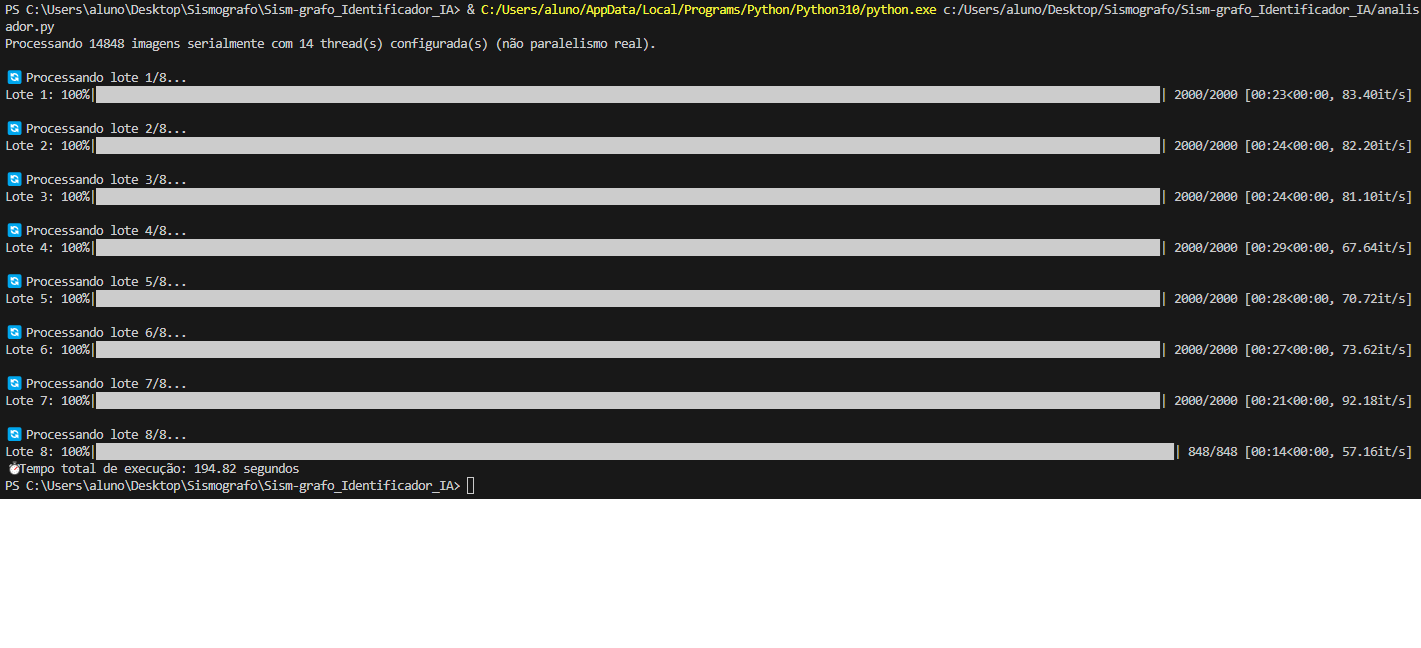 PS C:\Users\aluno\Desktop\Sismografo\Sism-grafo_Identificador_IA> & C:/Users/aluno/AppData/Local/Programs/Python/Python310/python.exe c:/Users/aluno/Desktop/Sismografo/Sism-grafo_Identificador_IA/analis
ador.py
Processando 14848 imagens serialmente com 14 thread(s) configurada(s) (não paralelismo real).
🔄 Processando lote 1/8...
Lote 1: 100%| | 2000/2000 [00:23<00:00, 83.40it/s]
🔄 Processando lote 2/8...
Lote 2: 100%| | 2000/2000 [00:24<00:00, 82.20it/s]
🔄 Processando lote 3/8...
Lote 3: 100%| | 2000/2000 [00:24<00:00, 81.10it/s]
🔄 Processando lote 4/8...
Lote 4: 100%| | 2000/2000 [00:29<00:00, 67.64it/s]
🔄 Processando lote 5/8...
Lote 5: 100%| | 2000/2000 [00:28<00:00, 70.72it/s]
🔄 Processando lote 6/8...
Lote 6: 100%| | 2000/2000 [00:27<00:00, 73.62it/s]
🔄 Processando lote 7/8...
Lote 7: 100%| | 2000/2000 [00:21<00:00, 92.18it/s]
🔄 Processando lote 8/8...
Lote 8: 100%| | 848/848 [00:14<00:00, 57.16it/s]
⏱Tempo total de execução: 194.82 segundos
PS C:\Users\aluno\Desktop\Sismografo\Sism-grafo_Identificador_IA>